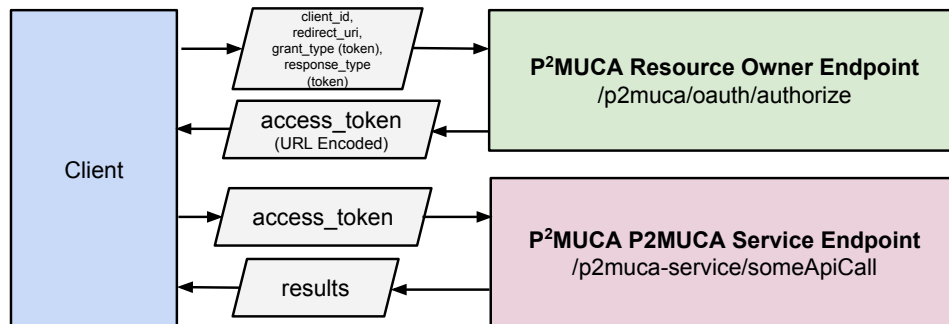 client_id,
redirect_uri,
grant_type (token),
response_type
(token)
P²MUCA Resource Owner Endpoint
/p2muca/oauth/authorize
access_token
(URL Encoded)
Client
access_token
P²MUCA P2MUCA Service Endpoint
/p2muca-service/someApiCall
results